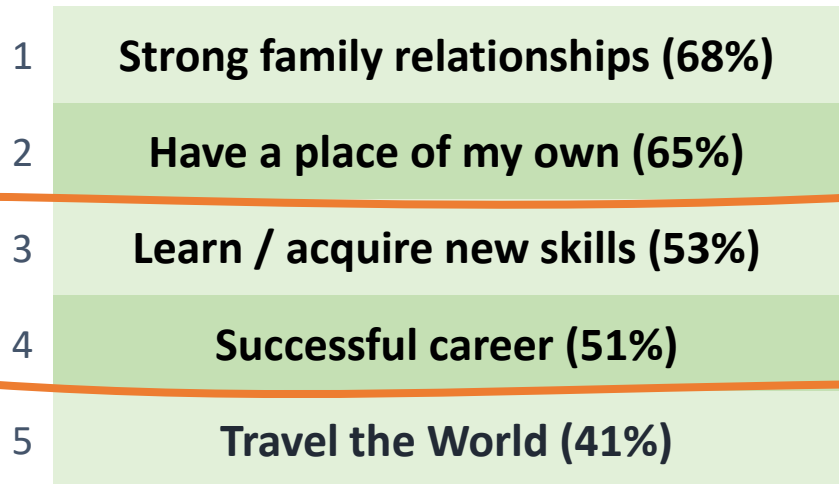 1 Strong family relationships (68%)
2 Have a place of my own (65%)
3 Learn / acquire new skills (53%)
4 Successful career (51%)
5 Travel the World (41%)